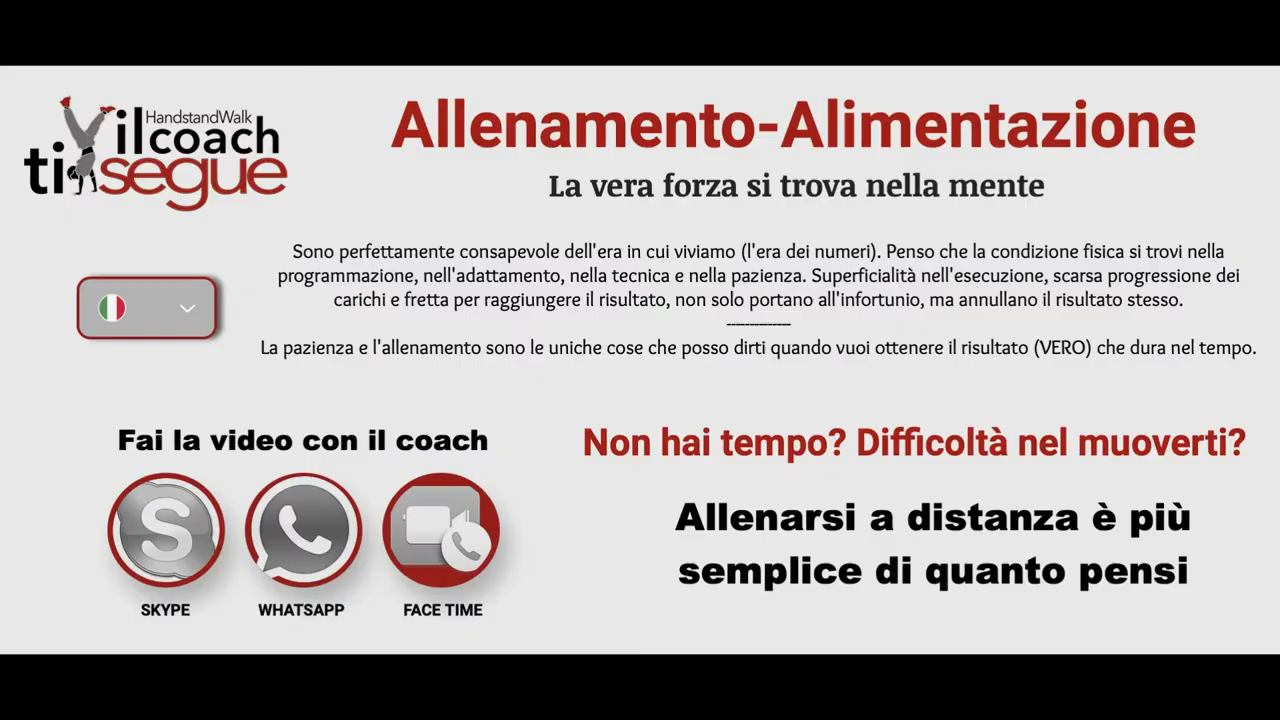 HandstandWalk
il coach
ti segue
Allenamento-Alimentazione
La vera forza si trova nella mente
Sono perfettamente consapevole dell'era in cui viviamo (l'era dei numeri). Penso che la condizione fisica si trovi nella
programmazione, nell'adattamento, nella tecnica e nella pazienza. Superficialità nell'esecuzione, scarsa progressione dei
carichi e fretta per raggiungere il risultato, non solo portano all'infortunio, ma annullano il risultato stesso.
--------------
La pazienza e l'allenamento sono le uniche cose che posso dirti quando vuoi ottenere il risultato (VERO) che dura nel tempo.
Fai la video con il coach
S
SKYPE
WHATSAPP
FACE TIME
Non hai tempo? Difficoltà nel muoverti?
Allenarsi a distanza è più
semplice di quanto pensi